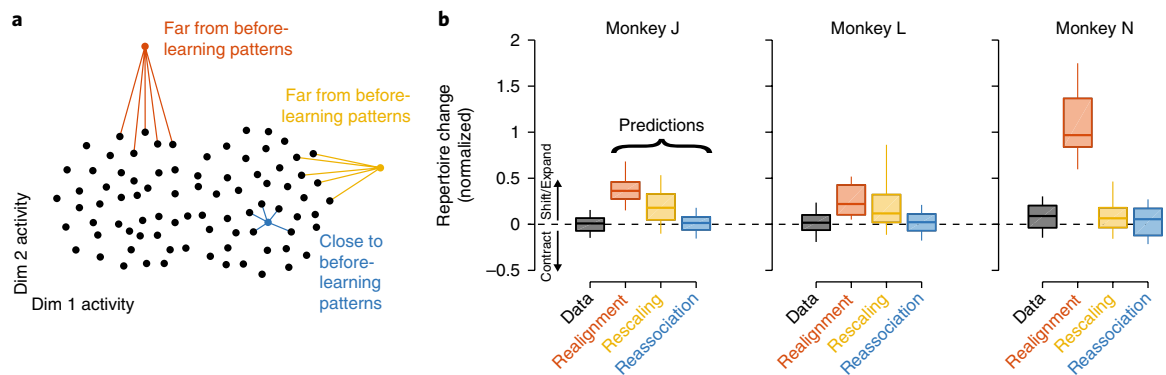 a
Far from before-
learning patterns
Far from before-
learning patterns
Close to
before-
learning
patterns
Dim 2 activity
Dim 1 activity
b
Monkey J
Monkey L
Monkey N
Repertoire change
(normalized)
2
1.5
1
0.5
0
–0.5
Shift/Expand
Contract
Predictions
Data
Realignment
Rescaling
Reassociation
Data
Realignment
Rescaling
Reassociation
Data
Realignment
Rescaling
Reassociation